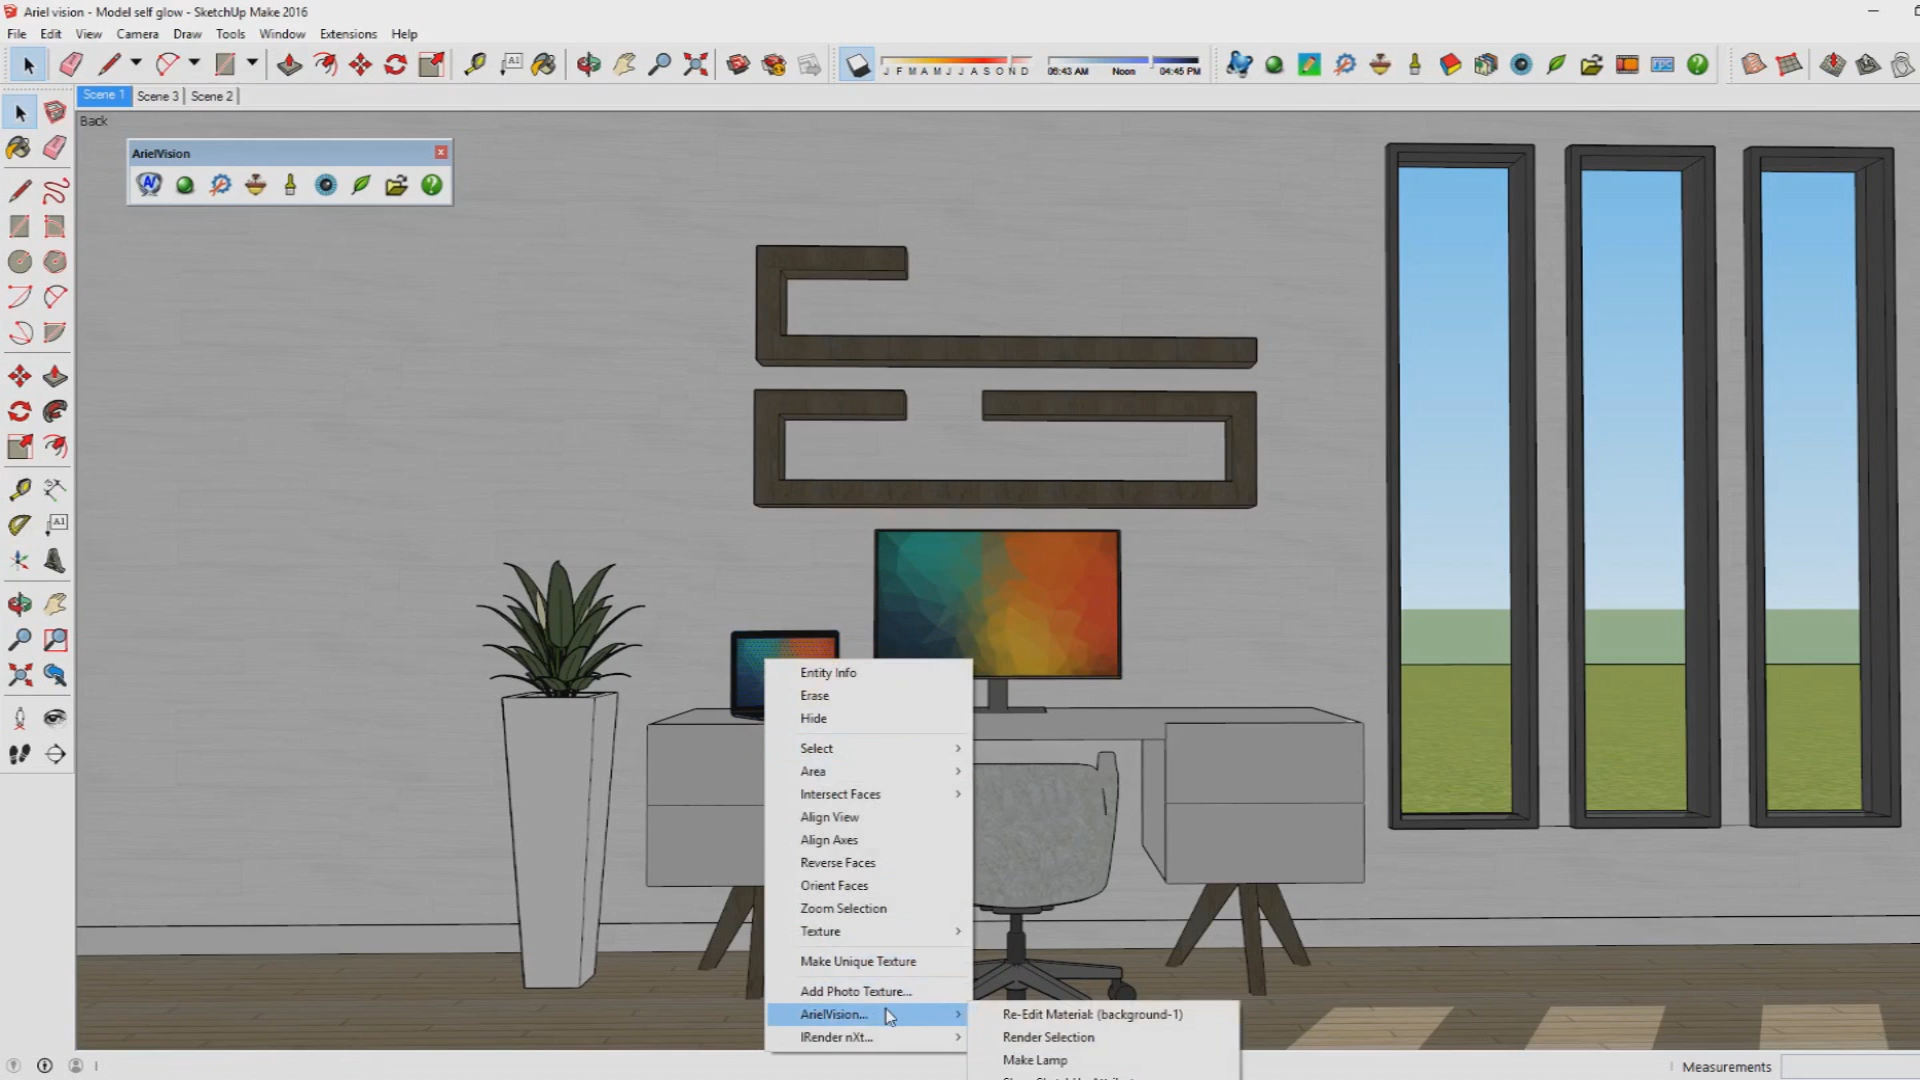 Ariel vision - Model self glow - SketchUp Make 2016
File Edit View Camera Draw Tools Window Extensions Help
A1
J F M A M J J A S O N D
06:43 AM Noon 04:45 PM
Scene 1 Scene 3 Scene 2
Back
ArielVision
AV
A1
Entity Info
Erase
Hide
Select
Area
Intersect Faces
Align View
Align Axes
Reverse Faces
Orient Faces
Zoom Selection
Texture
Make Unique Texture
Add Photo Texture...
ArielVision...
IRender nXt...
Re-Edit Material: (background-1)
Render Selection
Make Lamp
Measurements